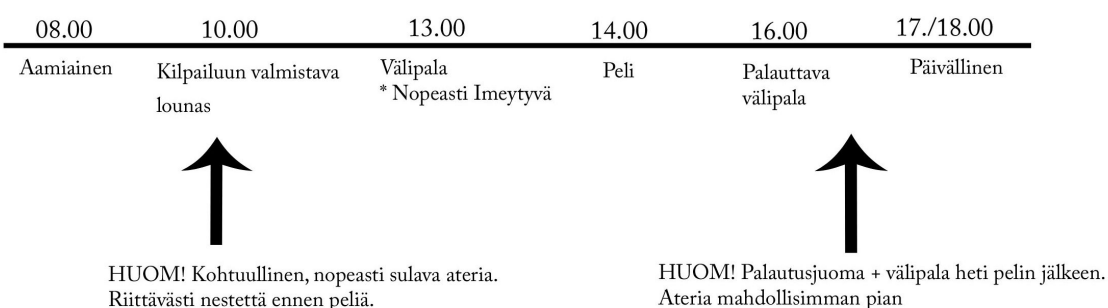 08.00 10.00 13.00 14.00 16.00 17./18.00
Aamiainen
Kilpailuun valmistava
lounas
Välipala
* Nopeasti Imeytyvä
Peli
Palauttava
välipala
Päivällinen
HUOM! Kohtuullinen, nopeasti sulava ateria.
Riittävästi nestettä ennen peliä.
HUOM! Palautusjuoma + välipala heti pelin jälkeen.
Ateria mahdollisimman pian